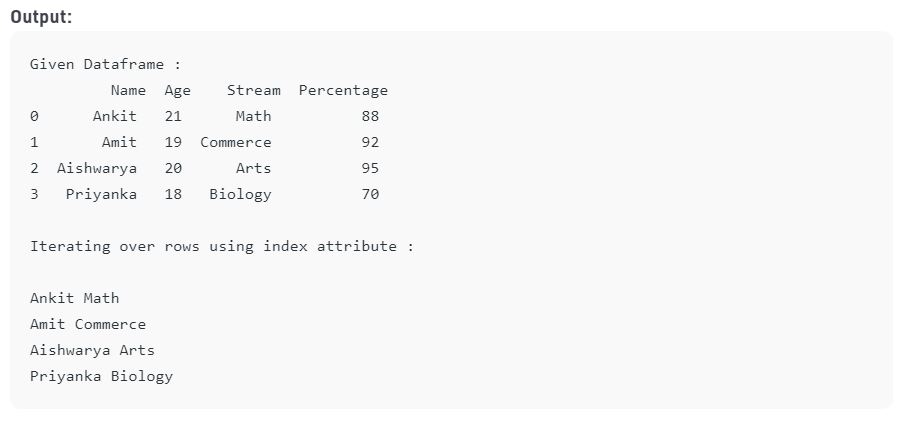 Output:
Given Dataframe :
Name Age Stream Percentage
0 Ankit 21 Math 88
1 Amit 19 Commerce 92
2 Aishwarya 20 Arts 95
3 Priyanka 18 Biology 70
Iterating over rows using index attribute :
Ankit Math
Amit Commerce
Aishwarya Arts
Priyanka Biology